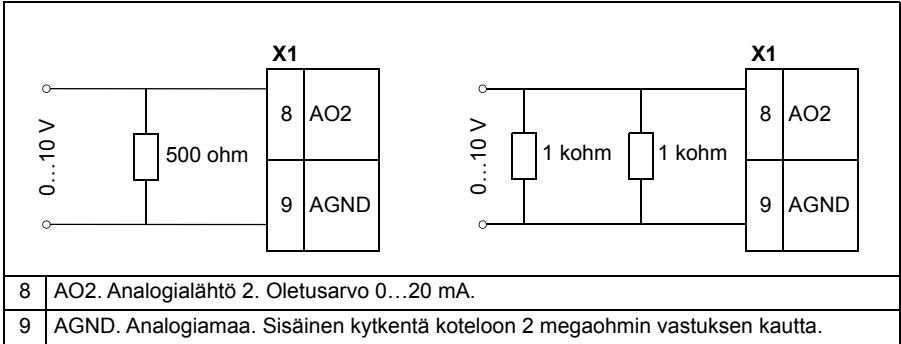 X1
0…10 V
500 ohm
8 AO2
9 AGND
X1
0…10 V
1 kohm
1 kohm
8 AO2
9 AGND
8 AO2. Analogialähtö 2. Oletusarvo 0…20 mA.
9 AGND. Analogiamaa. Sisäinen kytkentä koteloon 2 megaohmin vastuksen kautta.